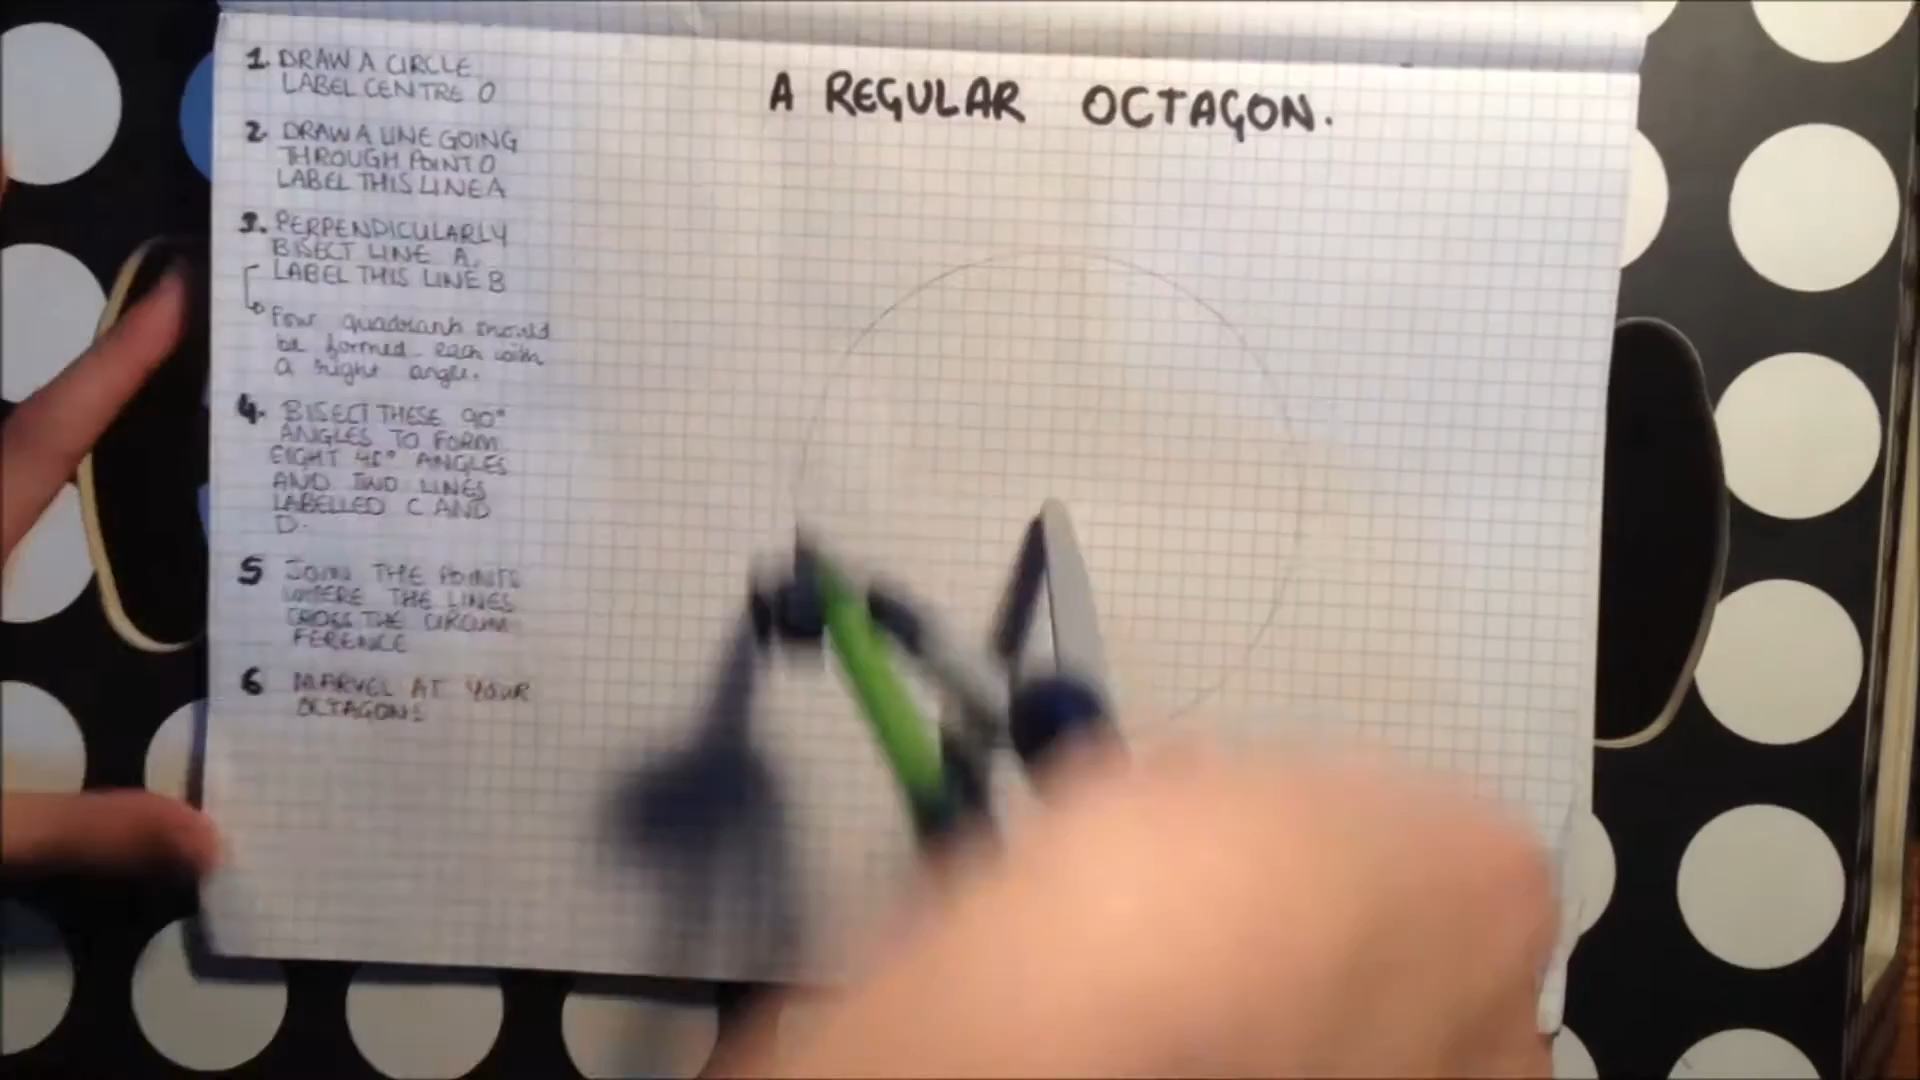 A REGULAR OCTAGON.
1. DRAW A CIRCLE
LABEL CENTRE O
2. DRAW A LINE GOING
THROUGH POINT O
LABEL THIS LINE A
3. PERPENDICULARLY
BISECT LINE A.
LABEL THIS LINE B
Four quadrants should
be formed each with
a right angle.
4. BISECT THESE 90°
ANGLES TO FORM
EIGHT 45° ANGLES
AND TWO LINES
LABELLED C AND
D.
5 JOIN THE POINTS
WHERE THE LINES
CROSS THE CIRCUM
FERENCE
6 MARVEL AT YOUR
OCTAGONS